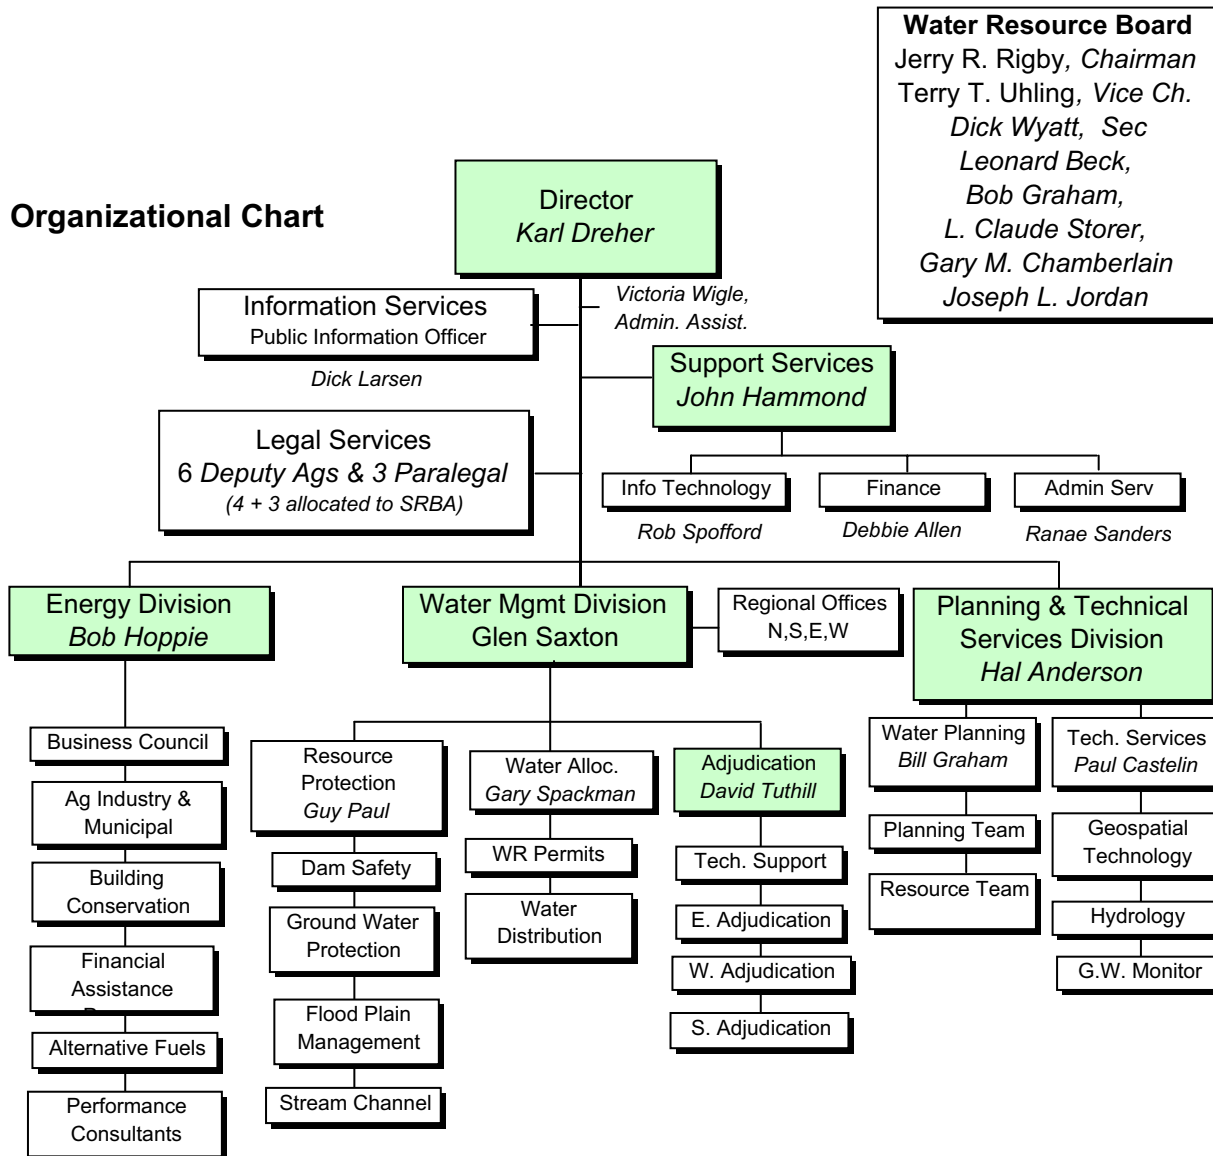 Water Resource Board
Jerry R. Rigby, Chairman
Terry T. Uhling, Vice Ch.
Dick Wyatt, Sec
Leonard Beck,
Bob Graham,
L. Claude Storer,
Gary M. Chamberlain
Joseph L. Jordan
Organizational Chart
Director
Karl Dreher
Information Services
Public Information Officer
Dick Larsen
Victoria Wigle,
Admin. Assist.
Support Services
John Hammond
Legal Services
6 Deputy Ags & 3 Paralegal
(4 + 3 allocated to SRBA)
Info Technology
Rob Spofford
Finance
Debbie Allen
Admin Serv
Ranae Sanders
Energy Division
Bob Hoppie
Water Mgmt Division
Glen Saxton
Regional Offices
N,S,E,W
Planning & Technical
Services Division
Hal Anderson
Business Council
Ag Industry &
Municipal
Building
Conservation
Financial
Assistance
Alternative Fuels
Performance
Consultants
Resource
Protection
Guy Paul
Dam Safety
Ground Water
Protection
Flood Plain
Management
Stream Channel
Water Alloc.
Gary Spackman
WR Permits
Water
Distribution
Adjudication
David Tuthill
Tech. Support
E. Adjudication
W. Adjudication
S. Adjudication
Water Planning
Bill Graham
Planning Team
Resource Team
Tech. Services
Paul Castelin
Geospatial
Technology
Hydrology
G.W. Monitor